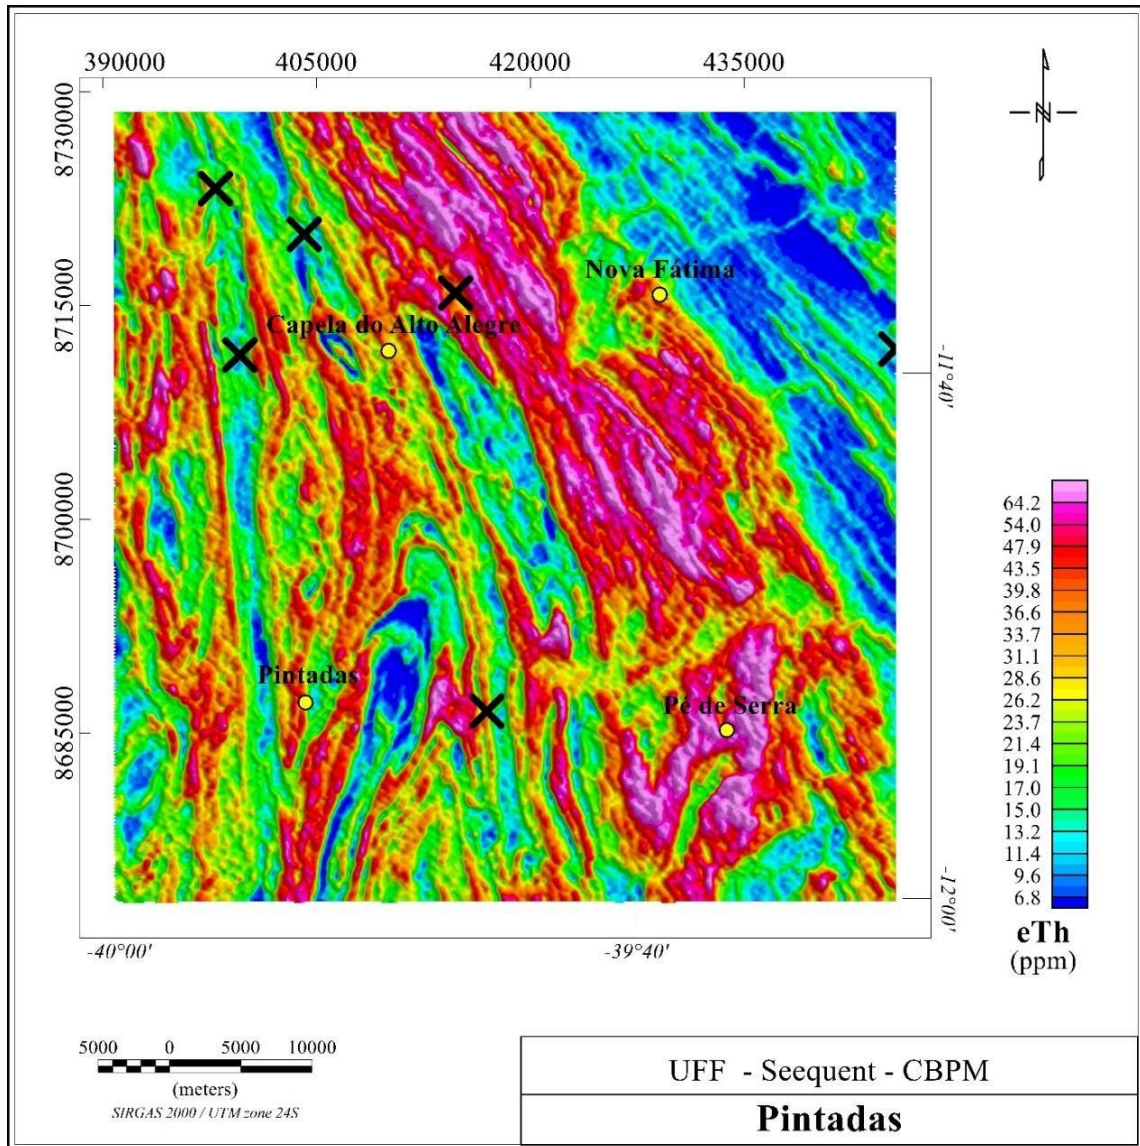 390000 405000 420000 435000
8730000
8715000
8700000
8685000
N
Nova Fátima
Capela do Alto Alegre
Pintadas
Pé de Serra
-11°40'
-12°00'
-40°00' -39°40'
64.2
54.0
47.9
43.5
39.8
36.6
33.7
31.1
28.6
26.2
23.7
21.4
19.1
17.0
15.0
13.2
11.4
9.6
6.8
eTh
(ppm)
5000 0 5000 10000
(meters)
SIRGAS 2000 / UTM zone 24S
UFF - Seequent - CBPM
Pintadas